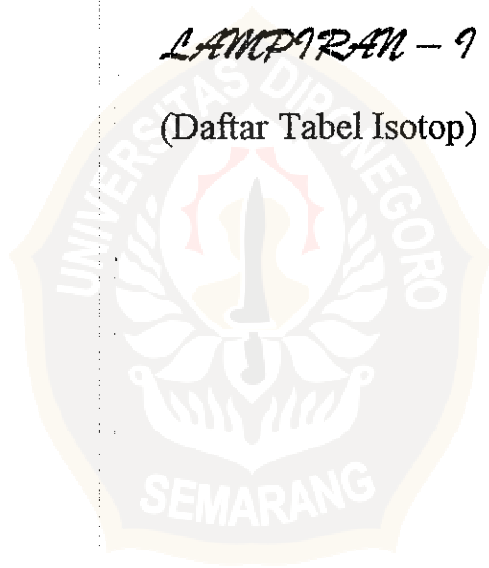 LAMPIRAN – I
(Daftar Tabel Isotop)
UNIVERSITAS DIPONEGORO
SEMARANG